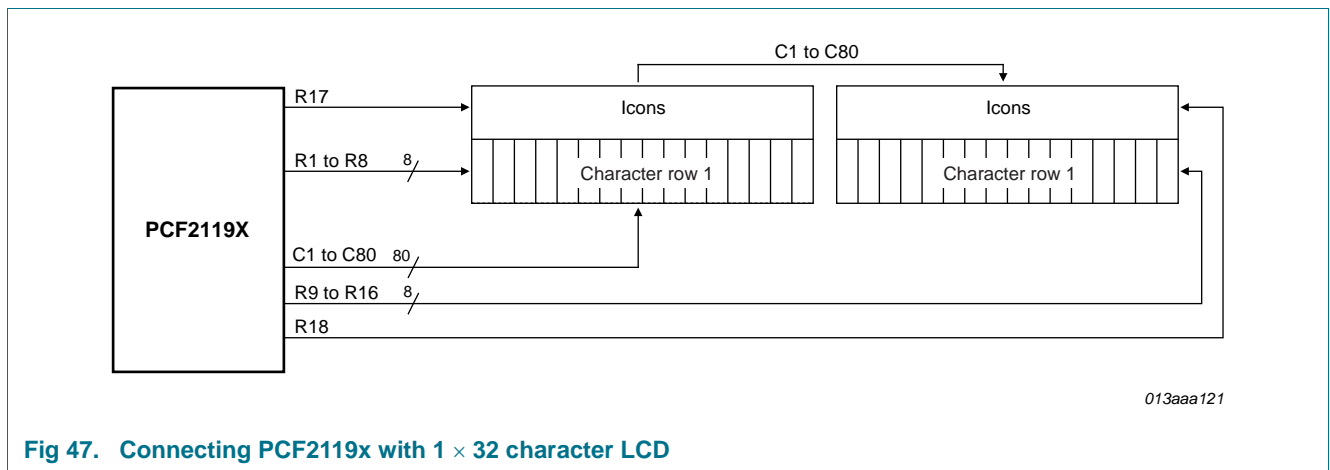 C1 to C80
R17
Icons
Icons
R1 to R8 8
Character row 1
Character row 1
PCF2119X
C1 to C80 80
R9 to R16 8
R18
013aaa121
Fig 47. Connecting PCF2119x with 1 × 32 character LCD